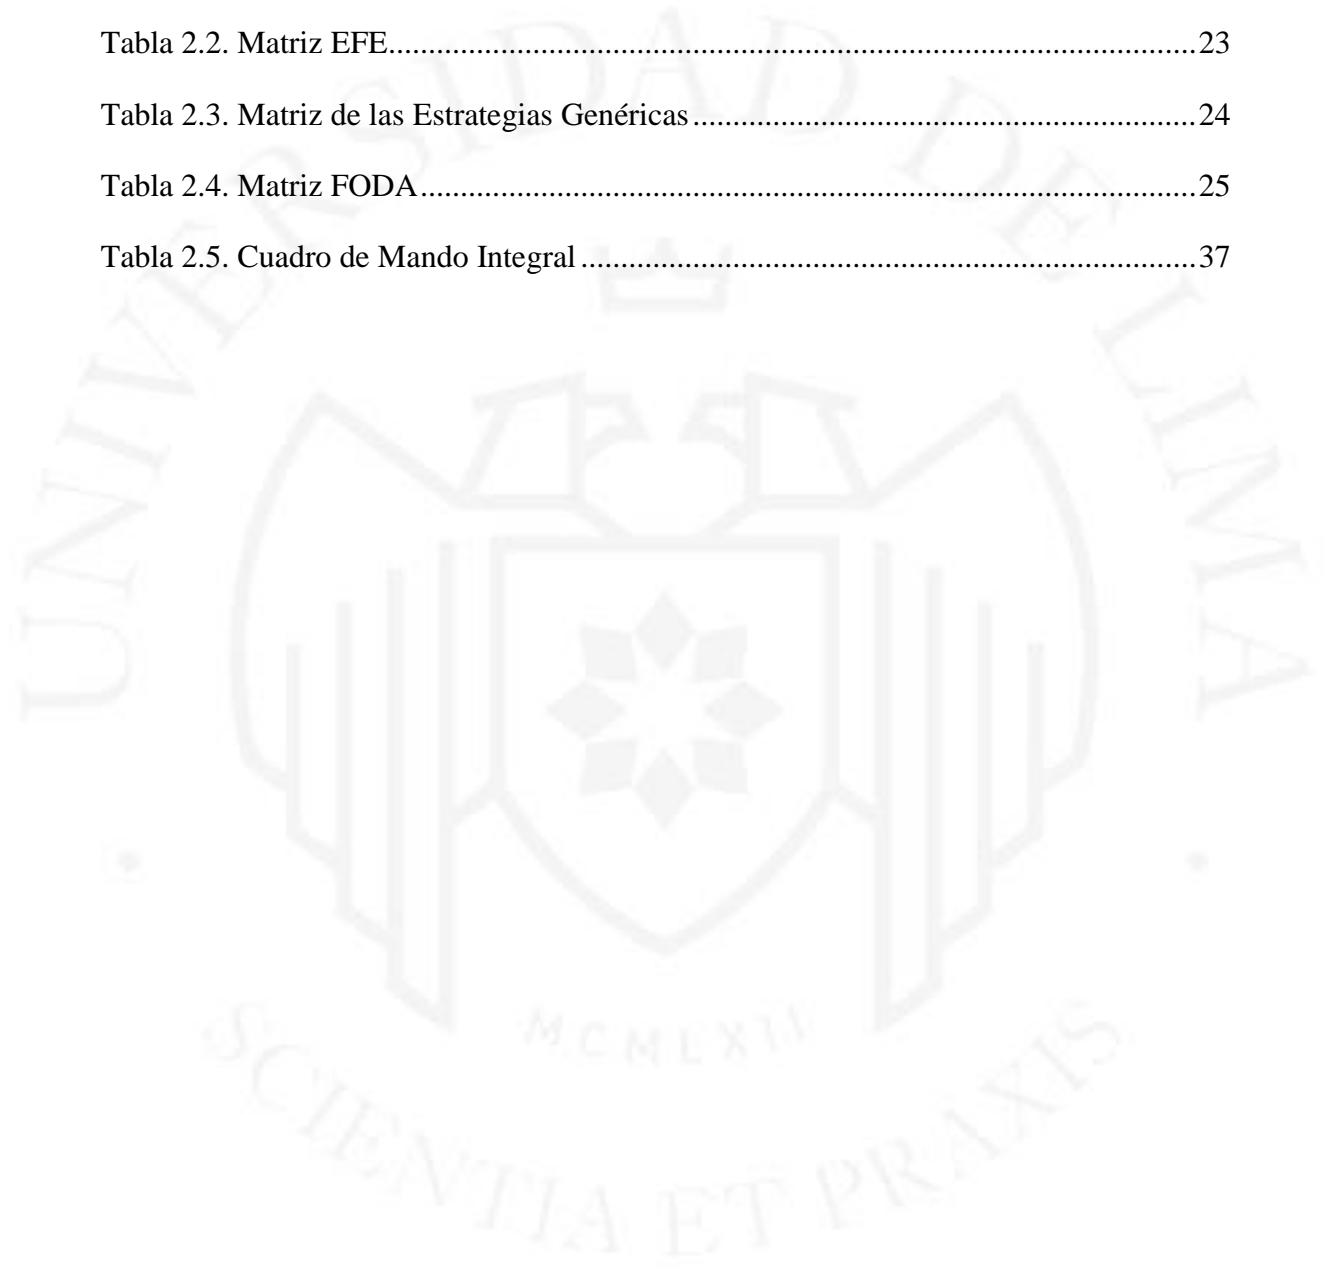 Tabla 2.2. Matriz EFE....................................................................................................23
Tabla 2.3. Matriz de las Estrategias Genéricas..............................................................24
Tabla 2.4. Matriz FODA................................................................................................25
Tabla 2.5. Cuadro de Mando Integral............................................................................37
UNIVERSIDAD DE LIMA
MCMLXII
SCIENTIA ET PRAXIS